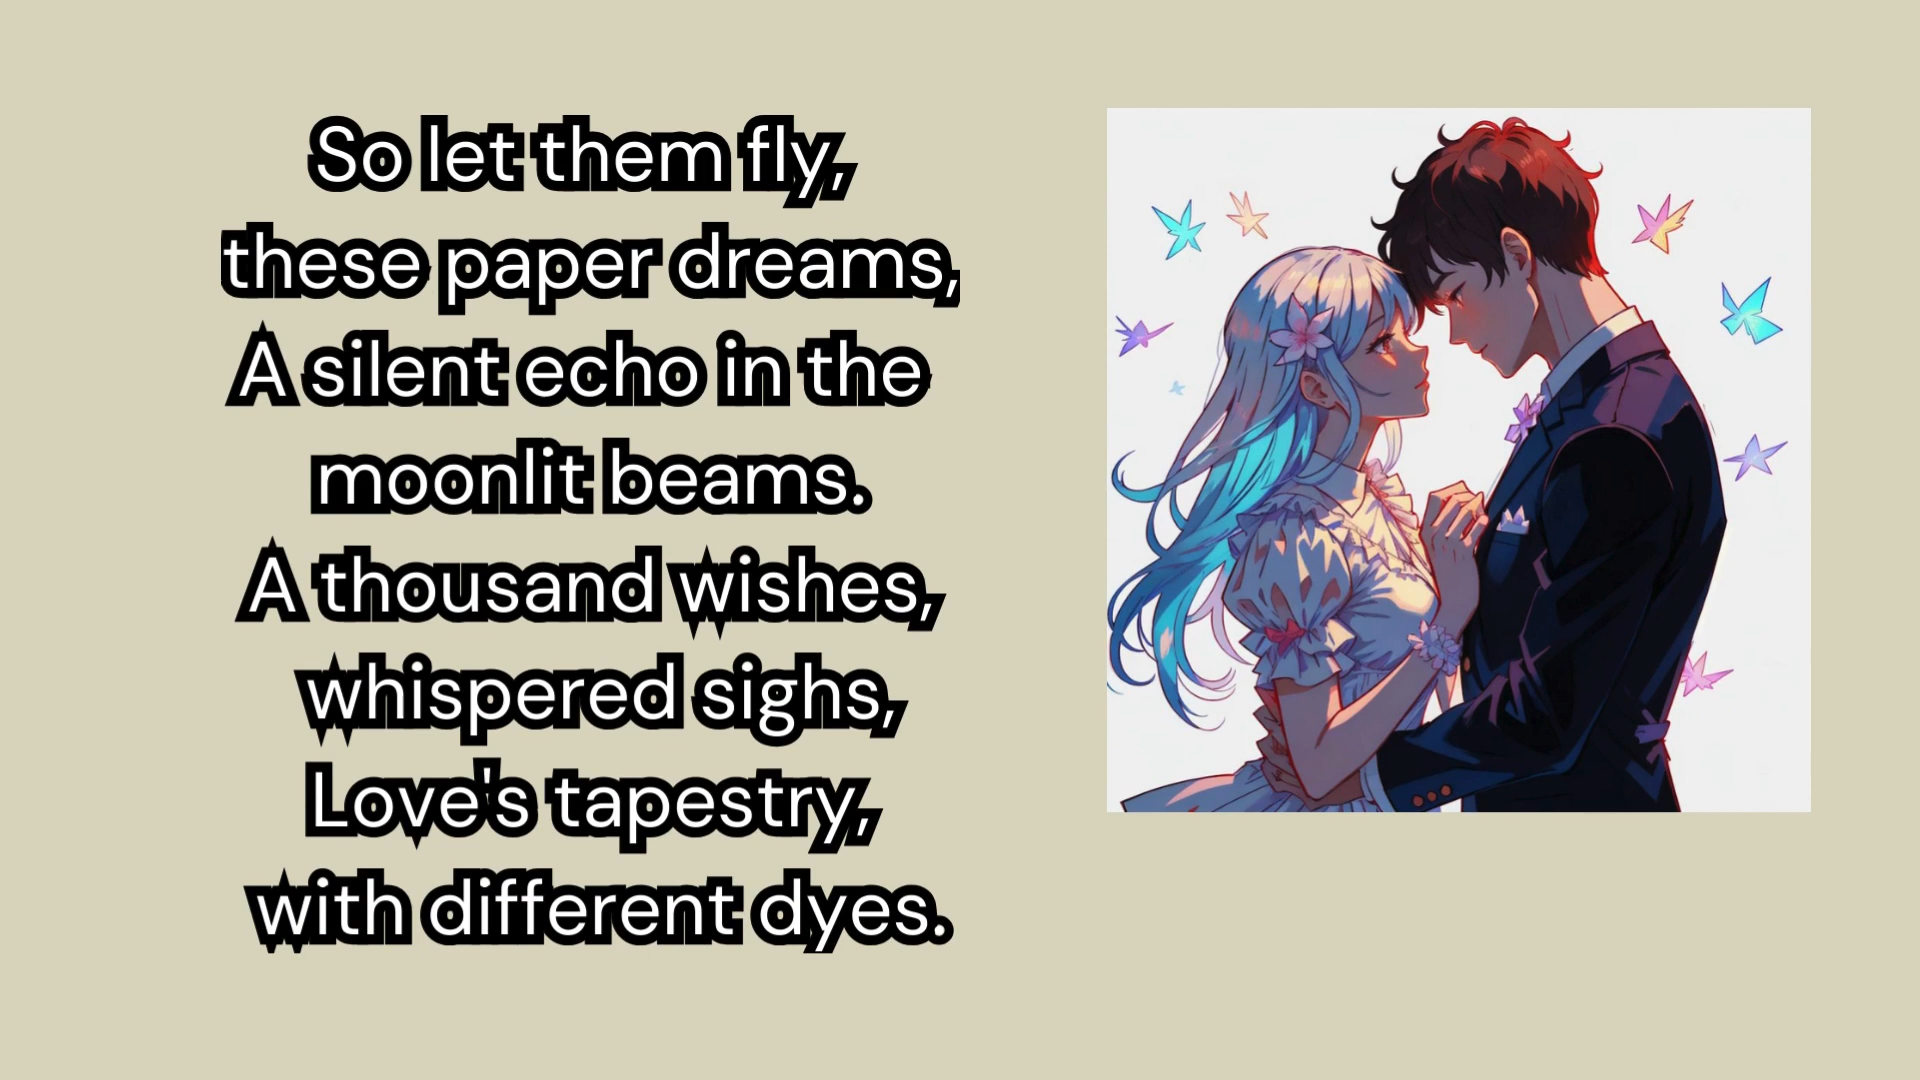 So let them fly,
these paper dreams,
A silent echo in the
moonlit beams.
A thousand wishes,
whispered sighs,
Love's tapestry,
with different dyes.